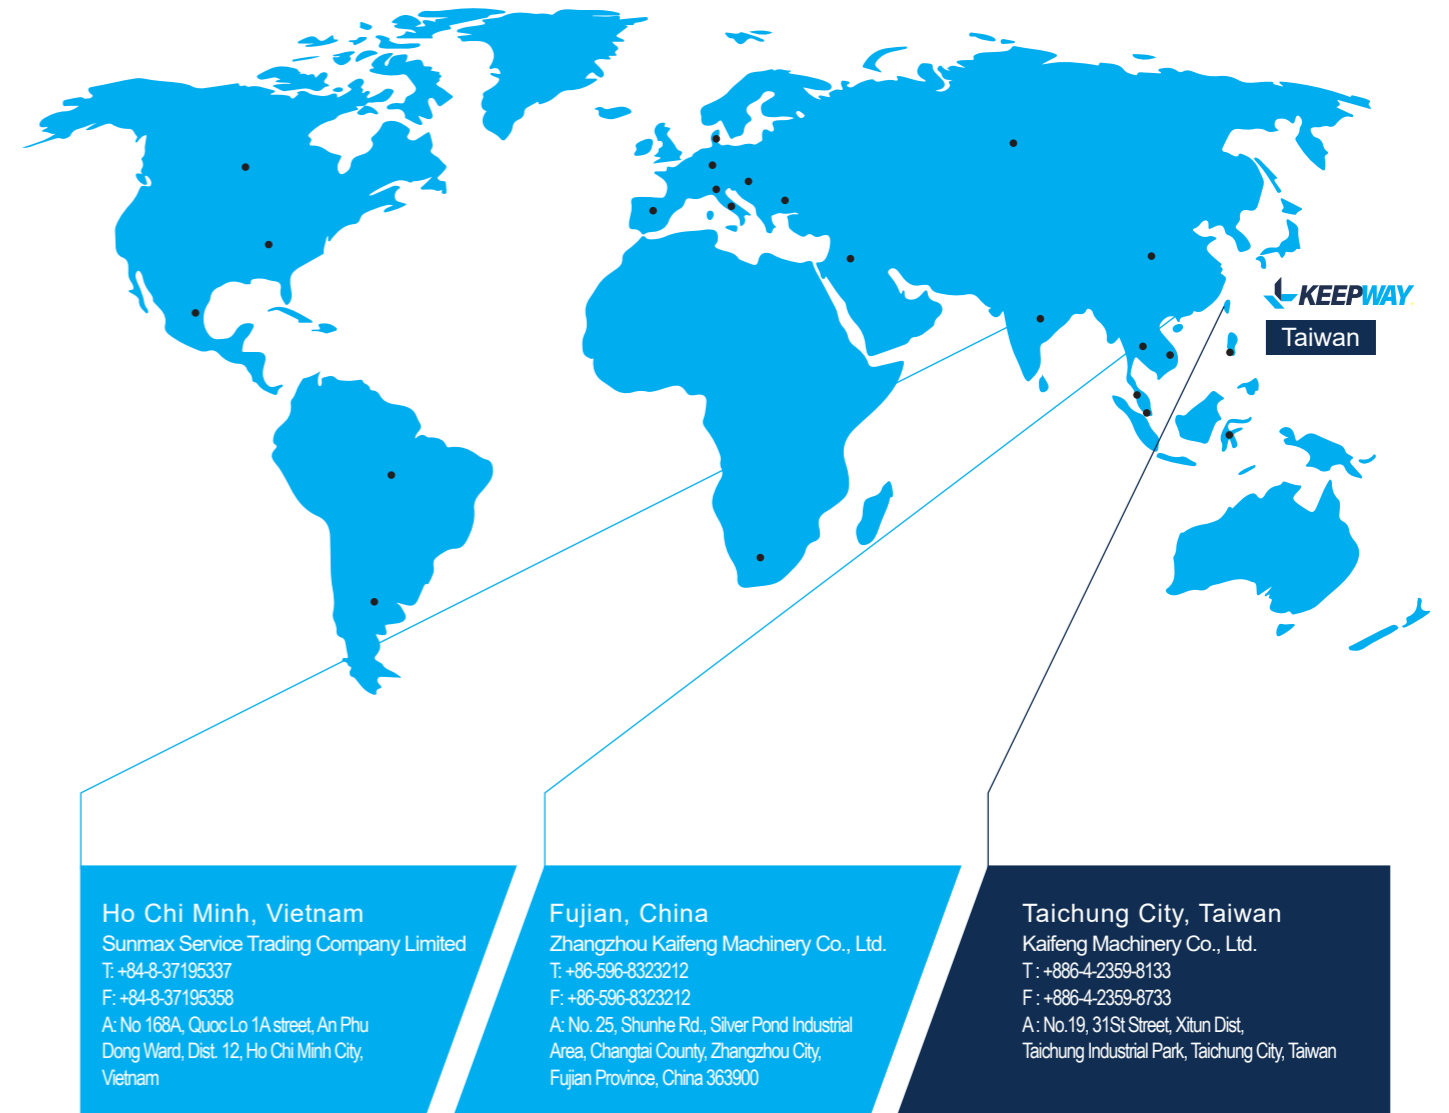 KEEPWAY
Taiwan
Ho Chi Minh, Vietnam
Sunmax Service Trading Company Limited
T: +84-8-37195337
F: +84-8-37195358
A: No 168A, Quoc Lo 1A street, An Phu
Dong Ward, Dist. 12, Ho Chi Minh City,
Vietnam
Fujian, China
Zhangzhou Kaifeng Machinery Co., Ltd.
T: +86-596-8323212
F: +86-596-8323212
A: No. 25, Shunhe Rd., Silver Pond Industrial
Area, Changtai County, Zhangzhou City,
Fujian Province, China 363900
Taichung City, Taiwan
Kaifeng Machinery Co., Ltd.
T : +886-4-2359-8133
F : +886-4-2359-8733
A : No.19, 31St Street, Xitun Dist,
Taichung Industrial Park, Taichung City, Taiwan